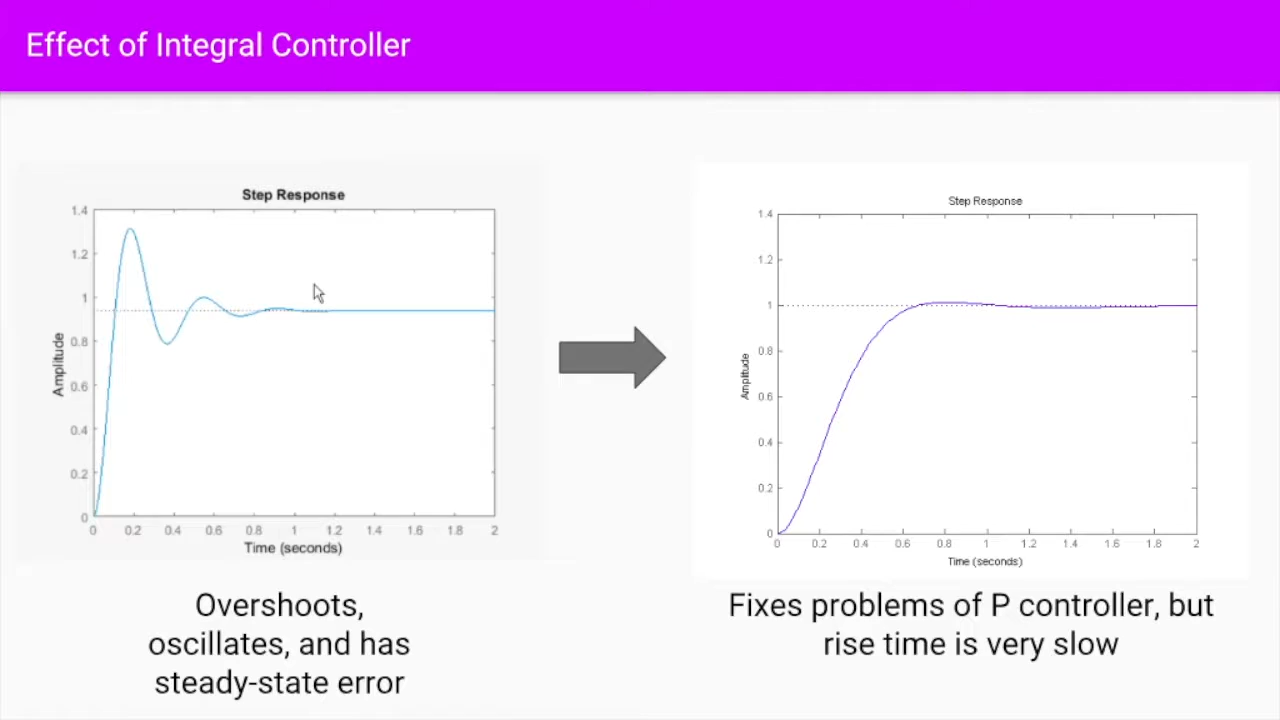 Effect of Integral Controller
Step Response
1.4
1.2
1
0.8
0.6
0.4
0.2
0
Amplitude
0 0.2 0.4 0.6 0.8 1 1.2 1.4 1.6 1.8 2
Time (seconds)
Overshoots,
oscillates, and has
steady-state error
Step Response
1.4
1.2
1
0.8
0.6
0.4
0.2
0
Amplitude
0 0.2 0.4 0.6 0.8 1 1.2 1.4 1.6 1.8 2
Time (seconds)
Fixes problems of P controller, but
rise time is very slow